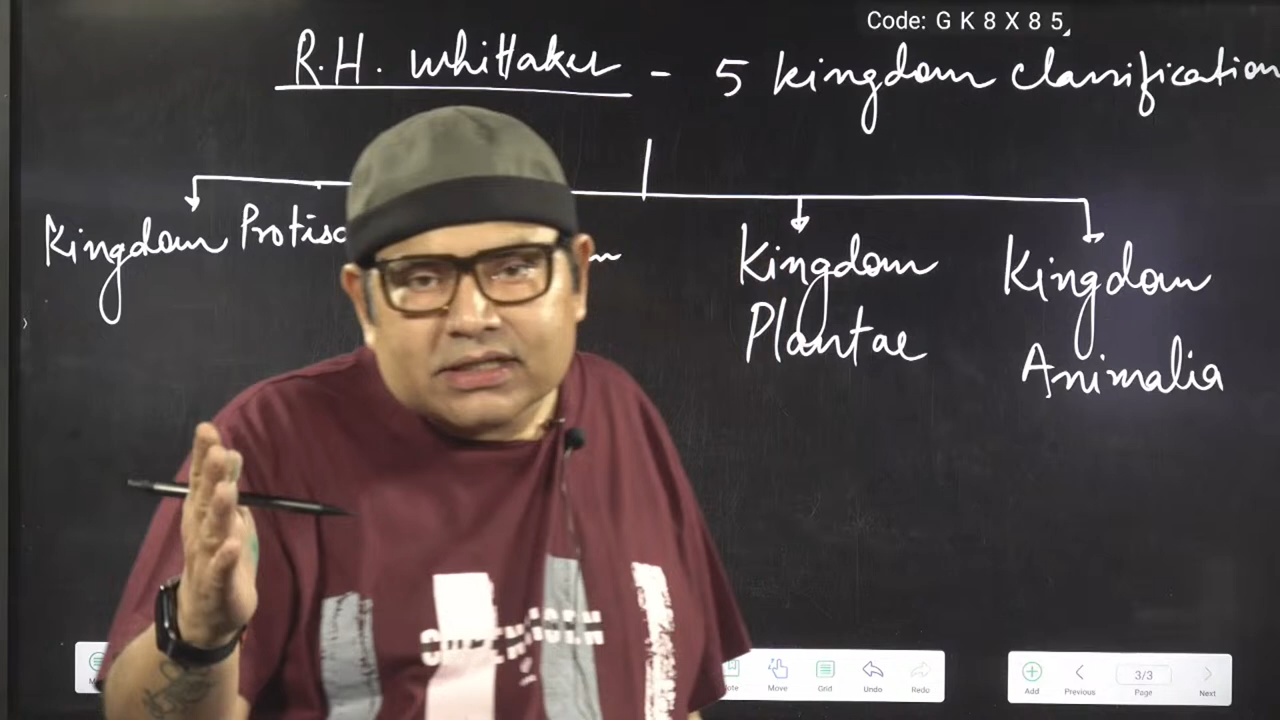 Code: G K 8 X 8 5
R.H. Whittaker - 5 kingdom classification
Kingdom Protis
Kingdom
Plantae
Kingdom
Animalia
Move
Grid
Undo
Redo
Add
Previous
3/3
Page
Next